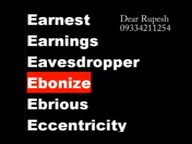 Earnest
Dear Rupesh
Earnings
09334211254
Eavesdropper
Ebonize
Ebrious
Eccentricity